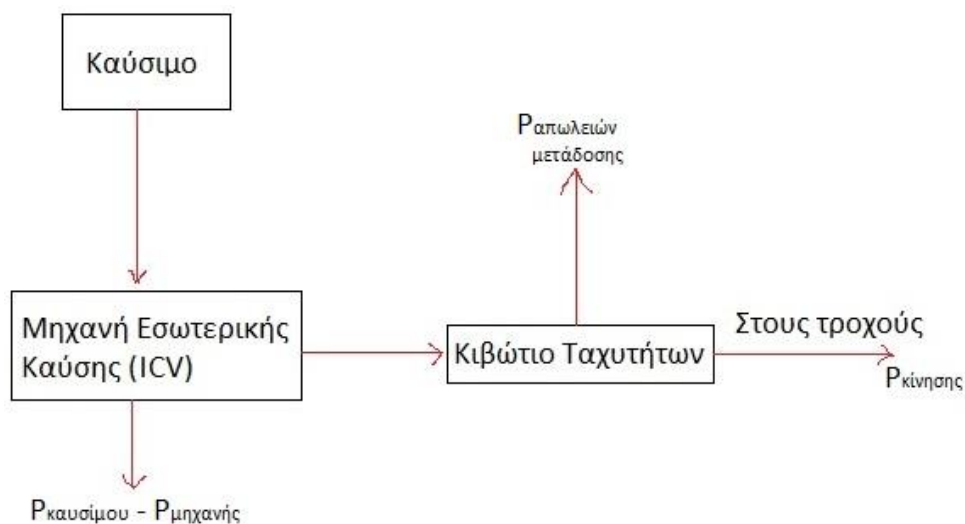 Καύσιμο
Pαπωλειών
μετάδοσης
Μηχανή Εσωτερικής
Καύσης (ICV)
Κιβώτιο Ταχυτήτων
Στους τροχούς
Pκίνησης
Pκαυσίμου - Pμηχανής